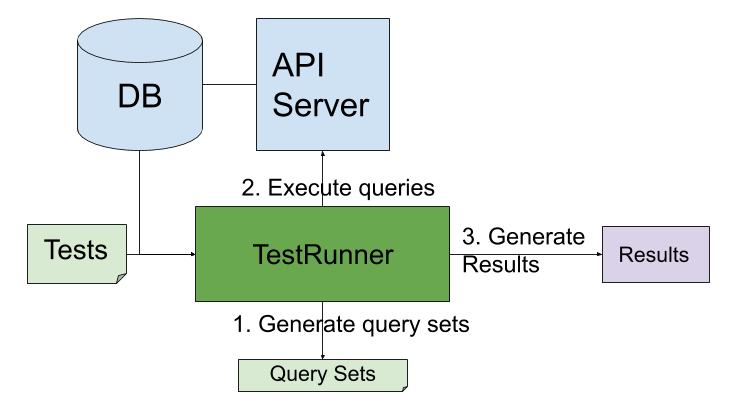 DB
API
Server
2. Execute queries
Tests
TestRunner
3. Generate
Results
Results
1. Generate query sets
Query Sets